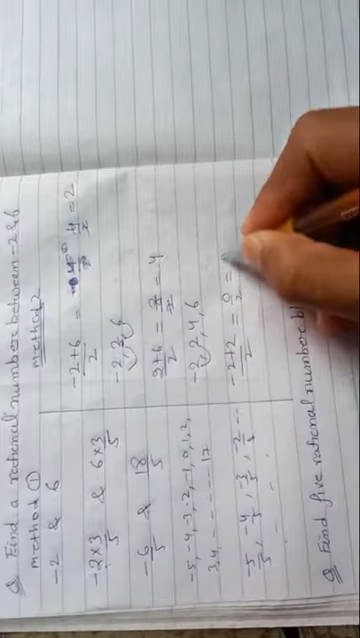 Q Find a rational number between -2 & 6
method ①
-2 & 6
-2×3/5 & 6×3/5
-6/5 & 18/5
-5, -4, -3, -2, -1, 0, 1, 2,
3, 4, - - - - - 17
-5/5, -4/5, -3/5, -2/5 ...
method 2
-2+6/2 = 4/2 = 2
-2, 2, 6
2+6/2 = 8/2 = 4
-2, 2, 4, 6
-2+2/2 = 0/2 =
Q Find five rational number b